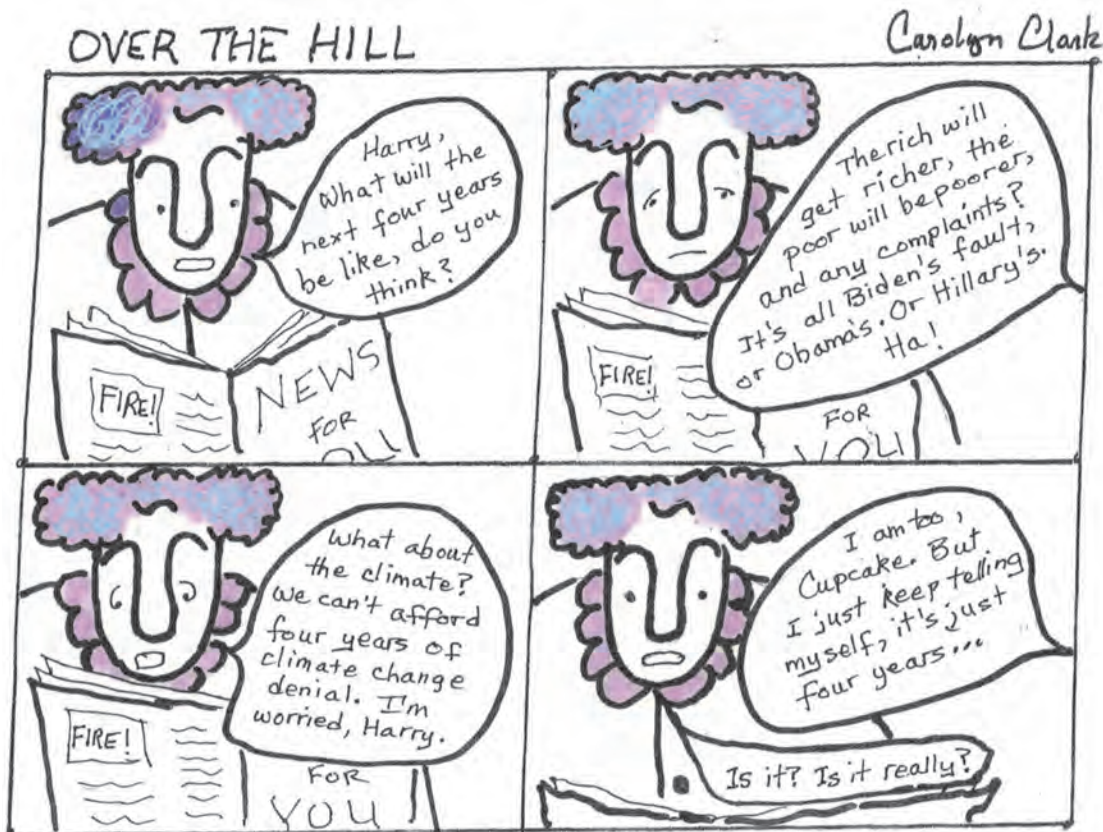 OVER THE HILL
Carolyn Clark
Harry,
What will the
next four years
be like, do you
think?
FIRE!
NEWS
FOR
YOU
The rich will
get richer, the
poor will be poorer,
and any complaints?
It's all Biden's fault,
or Obama's. Or Hillary's.
Ha!
FIRE!
FOR
YOU
What about
the climate?
We can't afford
four years of
climate change
denial. I'm
worried, Harry.
FIRE!
FOR
YOU
I am too,
Cupcake. But
I just keep telling
myself, it's just
four years...
Is it? Is it really?